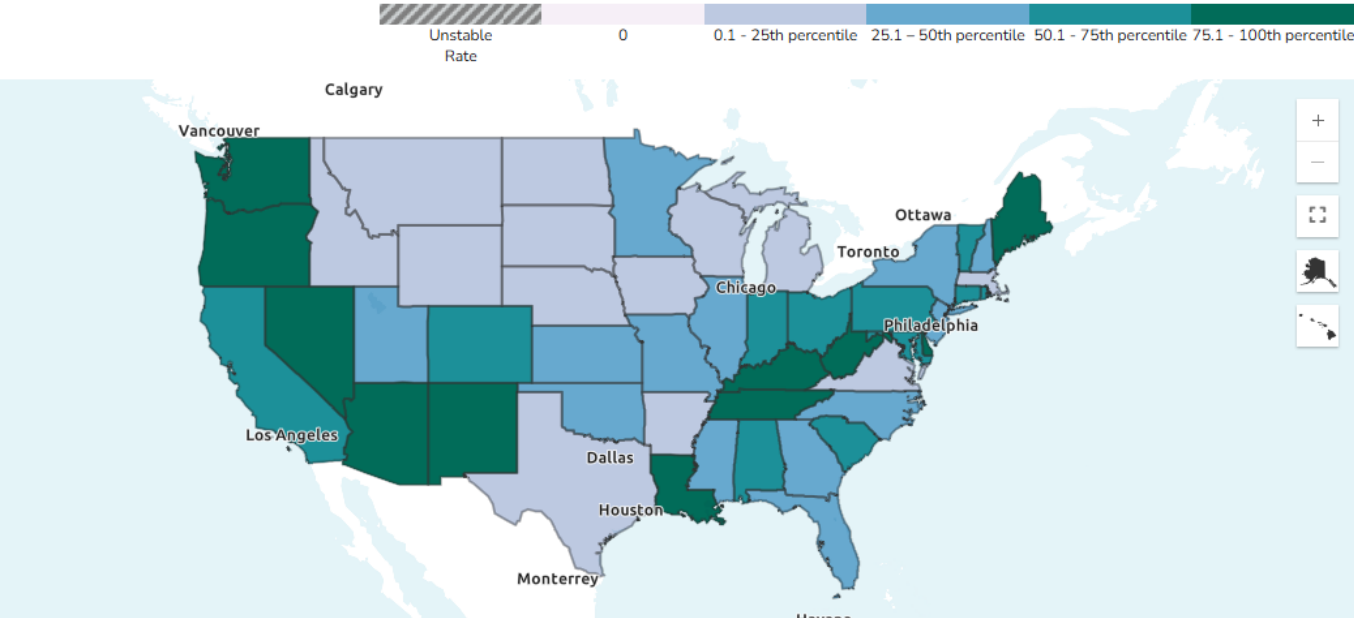 Unstable
Rate
0
0.1 - 25th percentile
25.1 – 50th percentile
50.1 - 75th percentile
75.1 - 100th percentile
Calgary
Vancouver
+
−
Ottawa
Toronto
Chicago
Philadelphia
Los Angeles
Dallas
Houston
Monterrey